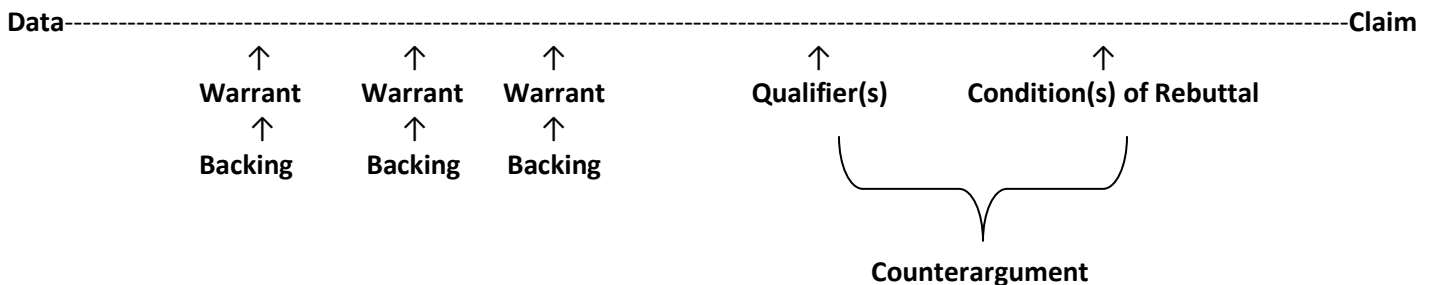 Data--------------------------------------------------------------------------------------------------------------------------------------------Claim
↑ ↑ ↑ ↑ ↑
Warrant Warrant Warrant Qualifier(s) Condition(s) of Rebuttal
↑ ↑ ↑
Backing Backing Backing
Counterargument